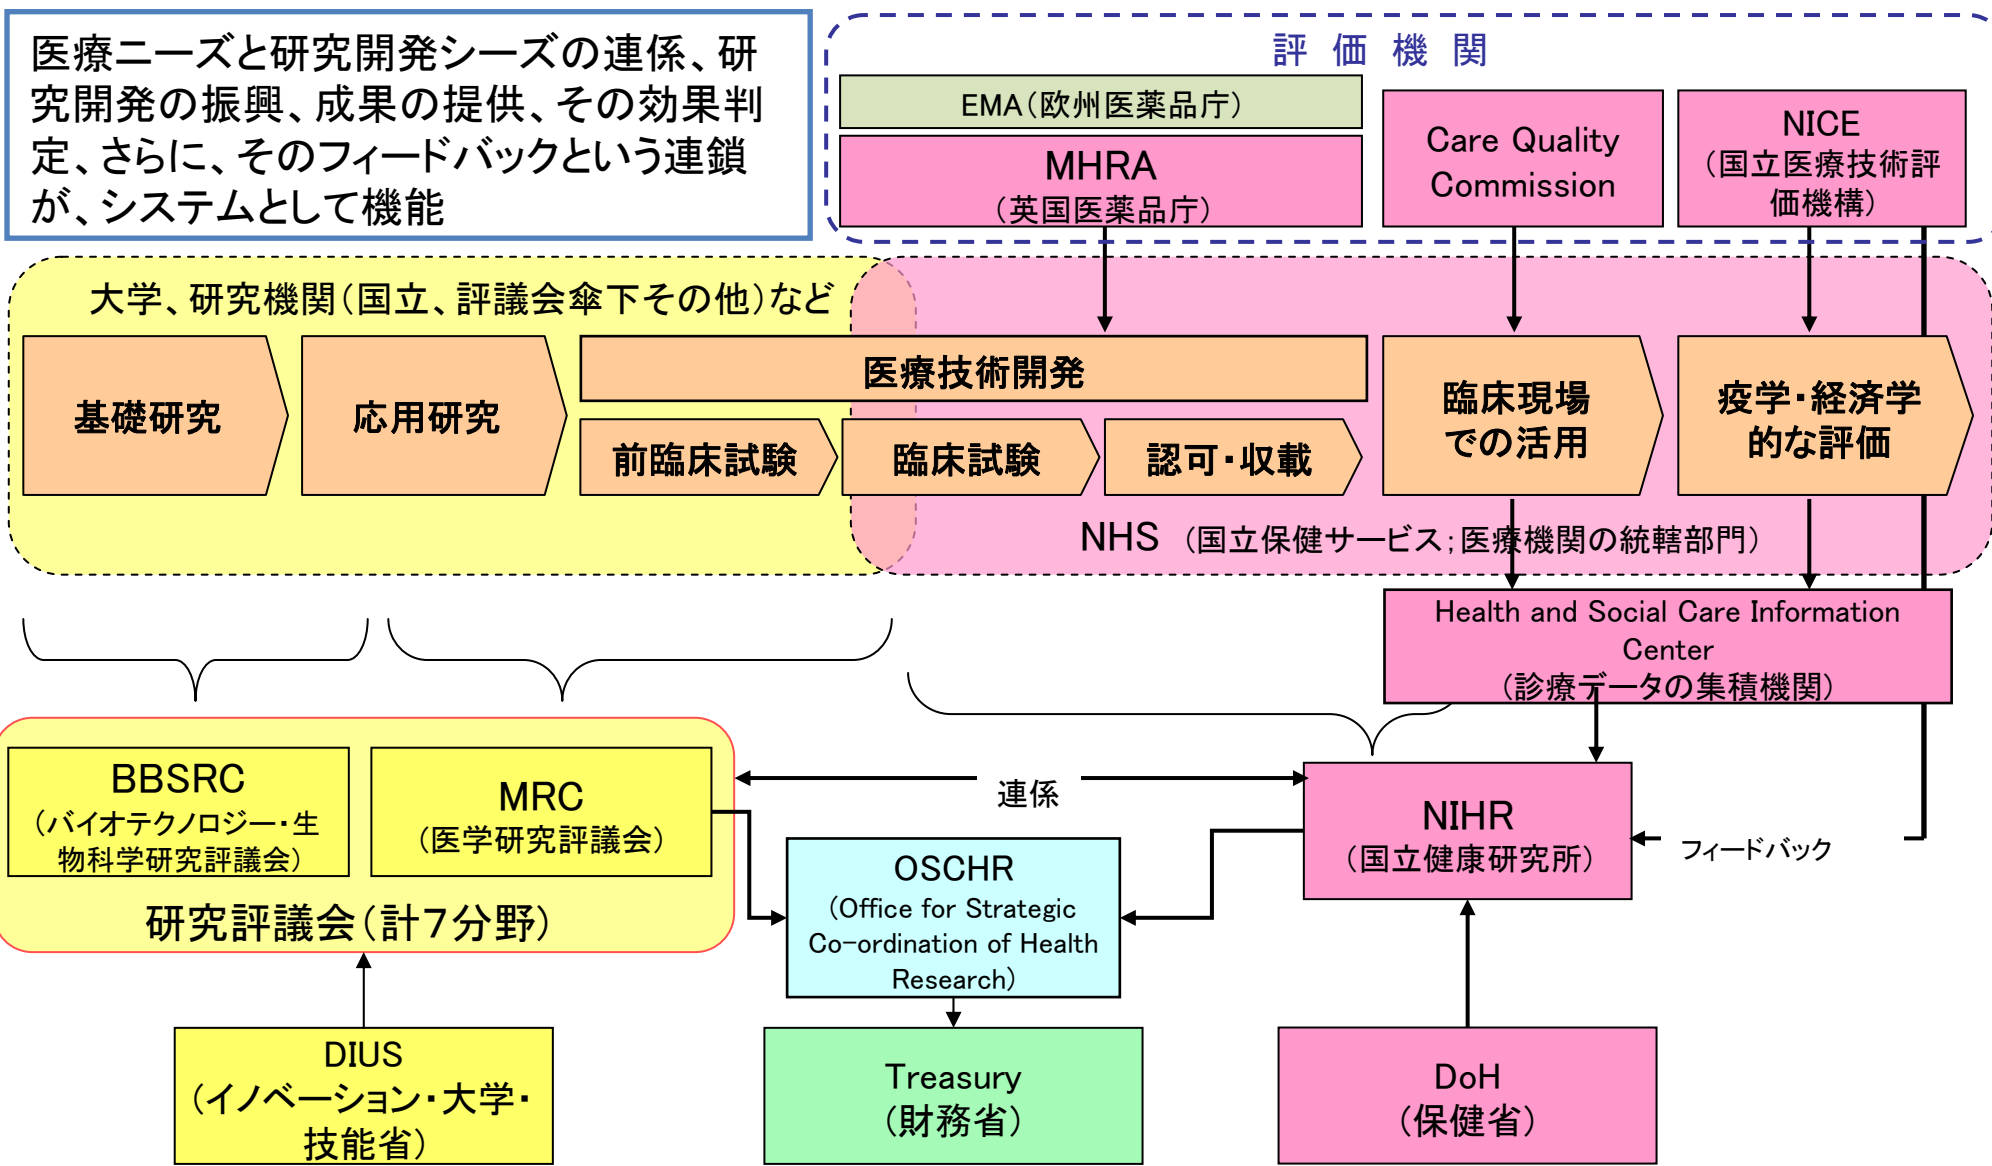 医療ニーズと研究開発シーズの連係、研
究開発の振興、成果の提供、その効果判
定、さらに、そのフィードバックという連鎖
が、システムとして機能
評価機関
EMA(欧州医薬品庁)
MHRA
(英国医薬品庁)
Care Quality
Commission
NICE
(国立医療技術評
価機構)
大学、研究機関(国立、評議会傘下その他)など
基礎研究
応用研究
医療技術開発
前臨床試験
臨床試験
認可・収載
臨床現場
での活用
疫学・経済学
的な評価
NHS (国立保健サービス;医療機関の統轄部門)
Health and Social Care Information
Center
(診療データの集積機関)
BBSRC
(バイオテクノロジー・生
物科学研究評議会)
MRC
(医学研究評議会)
研究評議会(計7分野)
連係
OSCHR
(Office for Strategic
Co-ordination of Health
Research)
NIHR
(国立健康研究所)
フィードバック
DIUS
(イノベーション・大学・
技能省)
Treasury
(財務省)
DoH
(保健省)